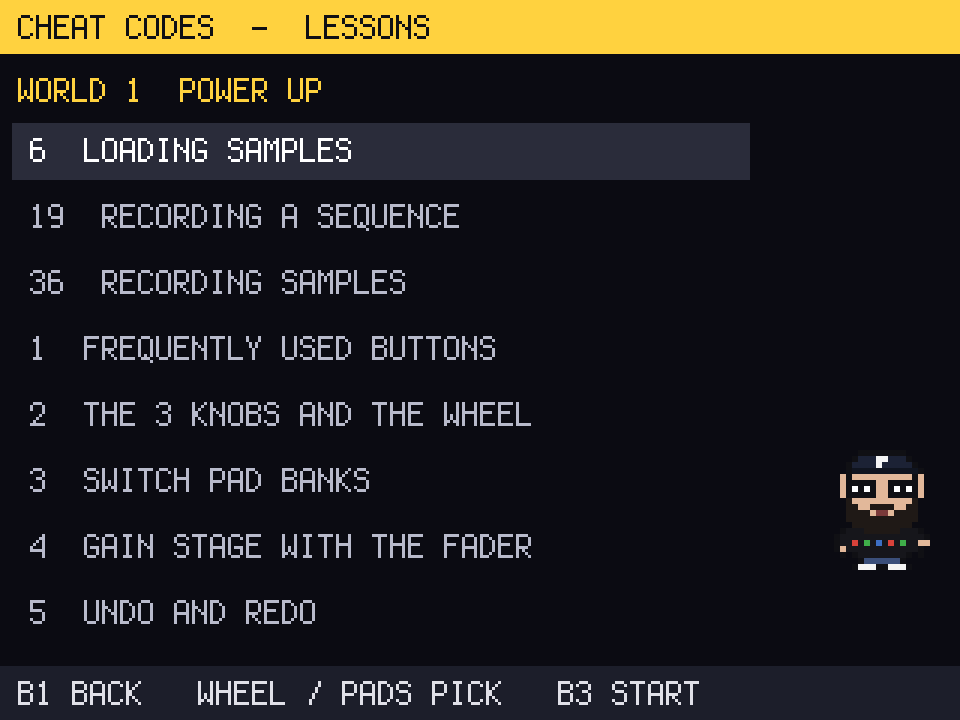 CHEAT CODES - LESSONS
WORLD 1 POWER UP
6 LOADING SAMPLES
19 RECORDING A SEQUENCE
36 RECORDING SAMPLES
1 FREQUENTLY USED BUTTONS
2 THE 3 KNOBS AND THE WHEEL
3 SWITCH PAD BANKS
4 GAIN STAGE WITH THE FADER
5 UNDO AND REDO
B1 BACK WHEEL / PADS PICK B3 START